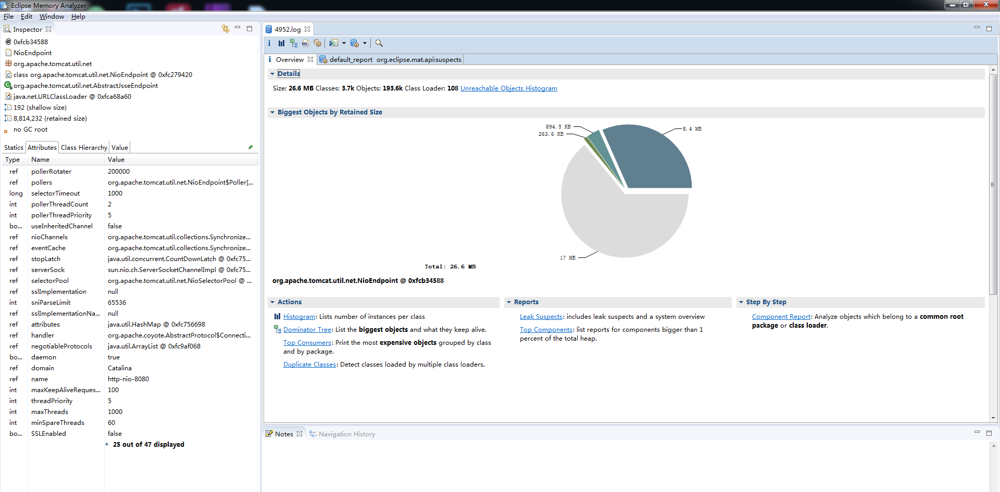 Eclipse Memory Analyzer
File Edit Window Help
Inspector
@ 0xfcb34588
NioEndpoint
org.apache.tomcat.util.net
class org.apache.tomcat.util.net.NioEndpoint @ 0xfc279420
org.apache.tomcat.util.net.AbstractJsseEndpoint
java.net.URLClassLoader @ 0xfca68a60
192 (shallow size)
8,814,232 (retained size)
no GC root
Statics Attributes Class Hierarchy Value
Type Name Value
ref pollerRotater 200000
ref pollers org.apache.tomcat.util.net.NioEndpoint$Poller[...
long selectorTimeout 1000
int pollerThreadCount 2
int pollerThreadPriority 5
bo... useInheritedChannel false
ref nioChannels org.apache.tomcat.util.collections.Synchronize...
ref eventCache org.apache.tomcat.util.collections.Synchronize...
ref stopLatch java.util.concurrent.CountDownLatch @ 0xfc75...
ref serverSock sun.nio.ch.ServerSocketChannelImpl @ 0xfc75...
ref selectorPool org.apache.tomcat.util.net.NioSelectorPool @ ...
ref sslImplementation null
int sniParseLimit 65536
ref sslImplementationNa... null
ref attributes java.util.HashMap @ 0xfc756698
ref handler org.apache.coyote.AbstractProtocol$Connecti...
ref negotiableProtocols java.util.ArrayList @ 0xfc9af068
bo... daemon true
ref domain Catalina
ref name http-nio-8080
int maxKeepAliveReques... 100
int threadPriority 5
int maxThreads 1000
int minSpareThreads 60
bo... SSLEnabled false
25 out of 47 displayed
4952.log
Overview default_report org.eclipse.mat.api:suspects
Details
Size: 26.6 MB Classes: 3.7k Objects: 193.6k Class Loader: 108 Unreachable Objects Histogram
Biggest Objects by Retained Size
894.5 KB
263.6 KB
8.4 MB
17 MB
Total: 26.6 MB
org.apache.tomcat.util.net.NioEndpoint @ 0xfcb34588
Actions
Histogram: Lists number of instances per class
Dominator Tree: List the biggest objects and what they keep alive.
Top Consumers: Print the most expensive objects grouped by class
and by package.
Duplicate Classes: Detect classes loaded by multiple class loaders.
Reports
Leak Suspects: includes leak suspects and a system overview
Top Components: list reports for components bigger than 1
percent of the total heap.
Step By Step
Component Report: Analyze objects which belong to a common root
package or class loader.
Notes Navigation History